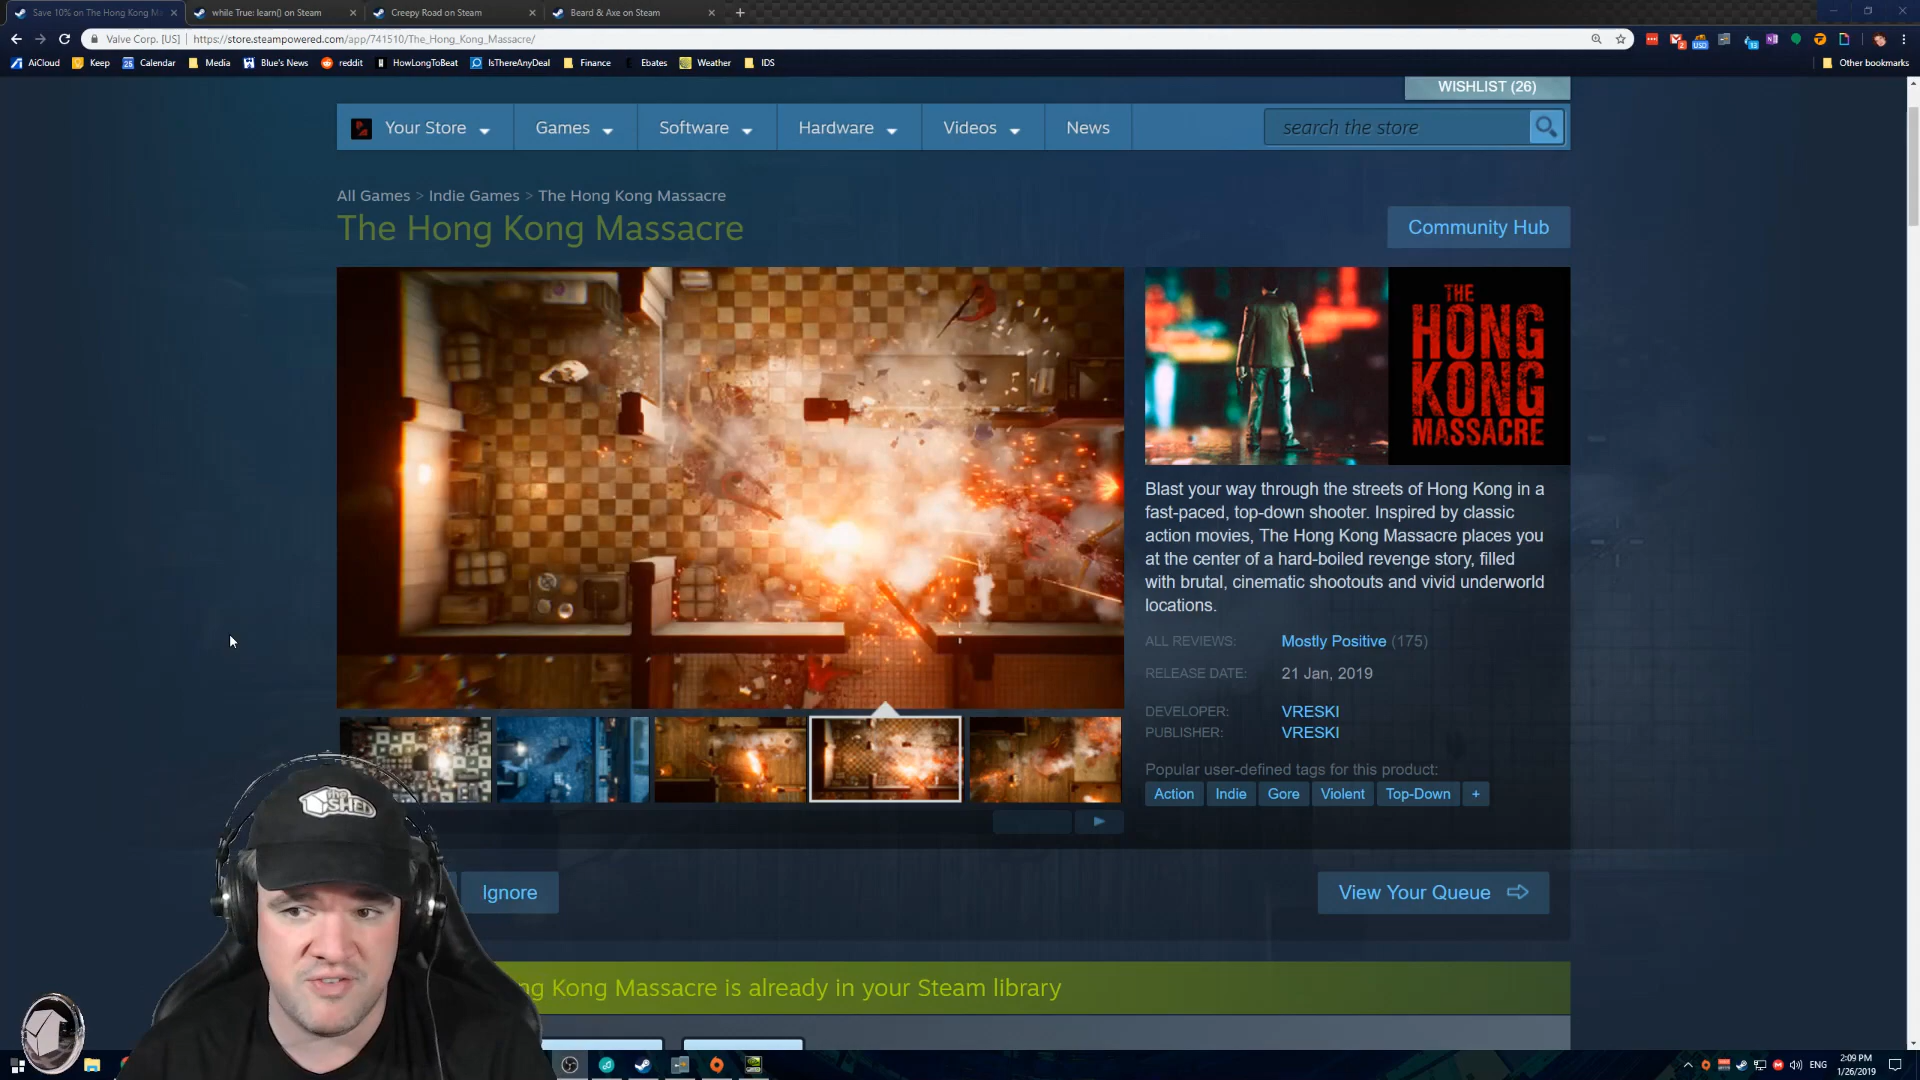 Save 10% on The Hong Kong Ma
while True: learn() on Steam
Creepy Road on Steam
Beard & Axe on Steam
Valve Corp. [US] | https://store.steampowered.com/app/741510/The_Hong_Kong_Massacre/
AiCloud Keep Calendar Media Blue's News reddit HowLongToBeat IsThereAnyDeal Finance Ebates Weather IDS Other bookmarks
WISHLIST (26)
Your Store Games Software Hardware Videos News search the store
All Games > Indie Games > The Hong Kong Massacre
The Hong Kong Massacre
Community Hub
THE
HONG
KONG
MASSACRE
Blast your way through the streets of Hong Kong in a
fast-paced, top-down shooter. Inspired by classic
action movies, The Hong Kong Massacre places you
at the center of a hard-boiled revenge story, filled
with brutal, cinematic shootouts and vivid underworld
locations.
ALL REVIEWS: Mostly Positive (175)
RELEASE DATE: 21 Jan, 2019
DEVELOPER: VRESKI
PUBLISHER: VRESKI
Popular user-defined tags for this product:
Action Indie Gore Violent Top-Down +
the
SHED
Ignore
View Your Queue
ng Kong Massacre is already in your Steam library
ENG
2:09 PM
1/26/2019